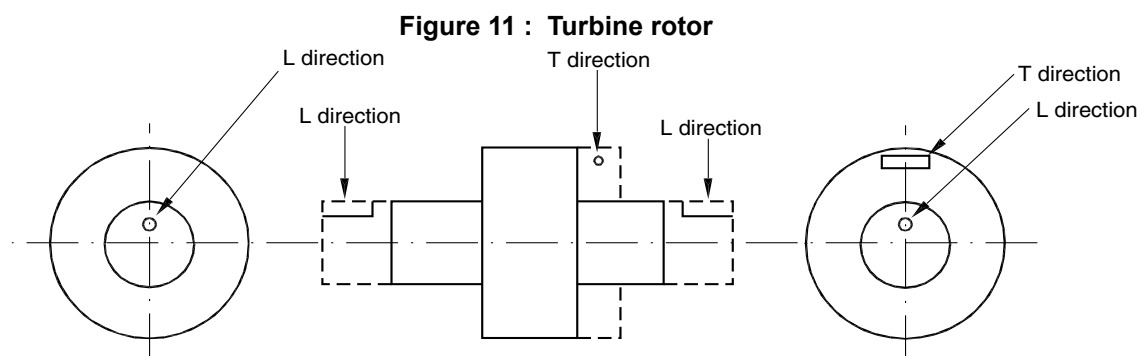 Figure 11 : Turbine rotor
L direction
T direction
T direction
L direction
L direction
L direction